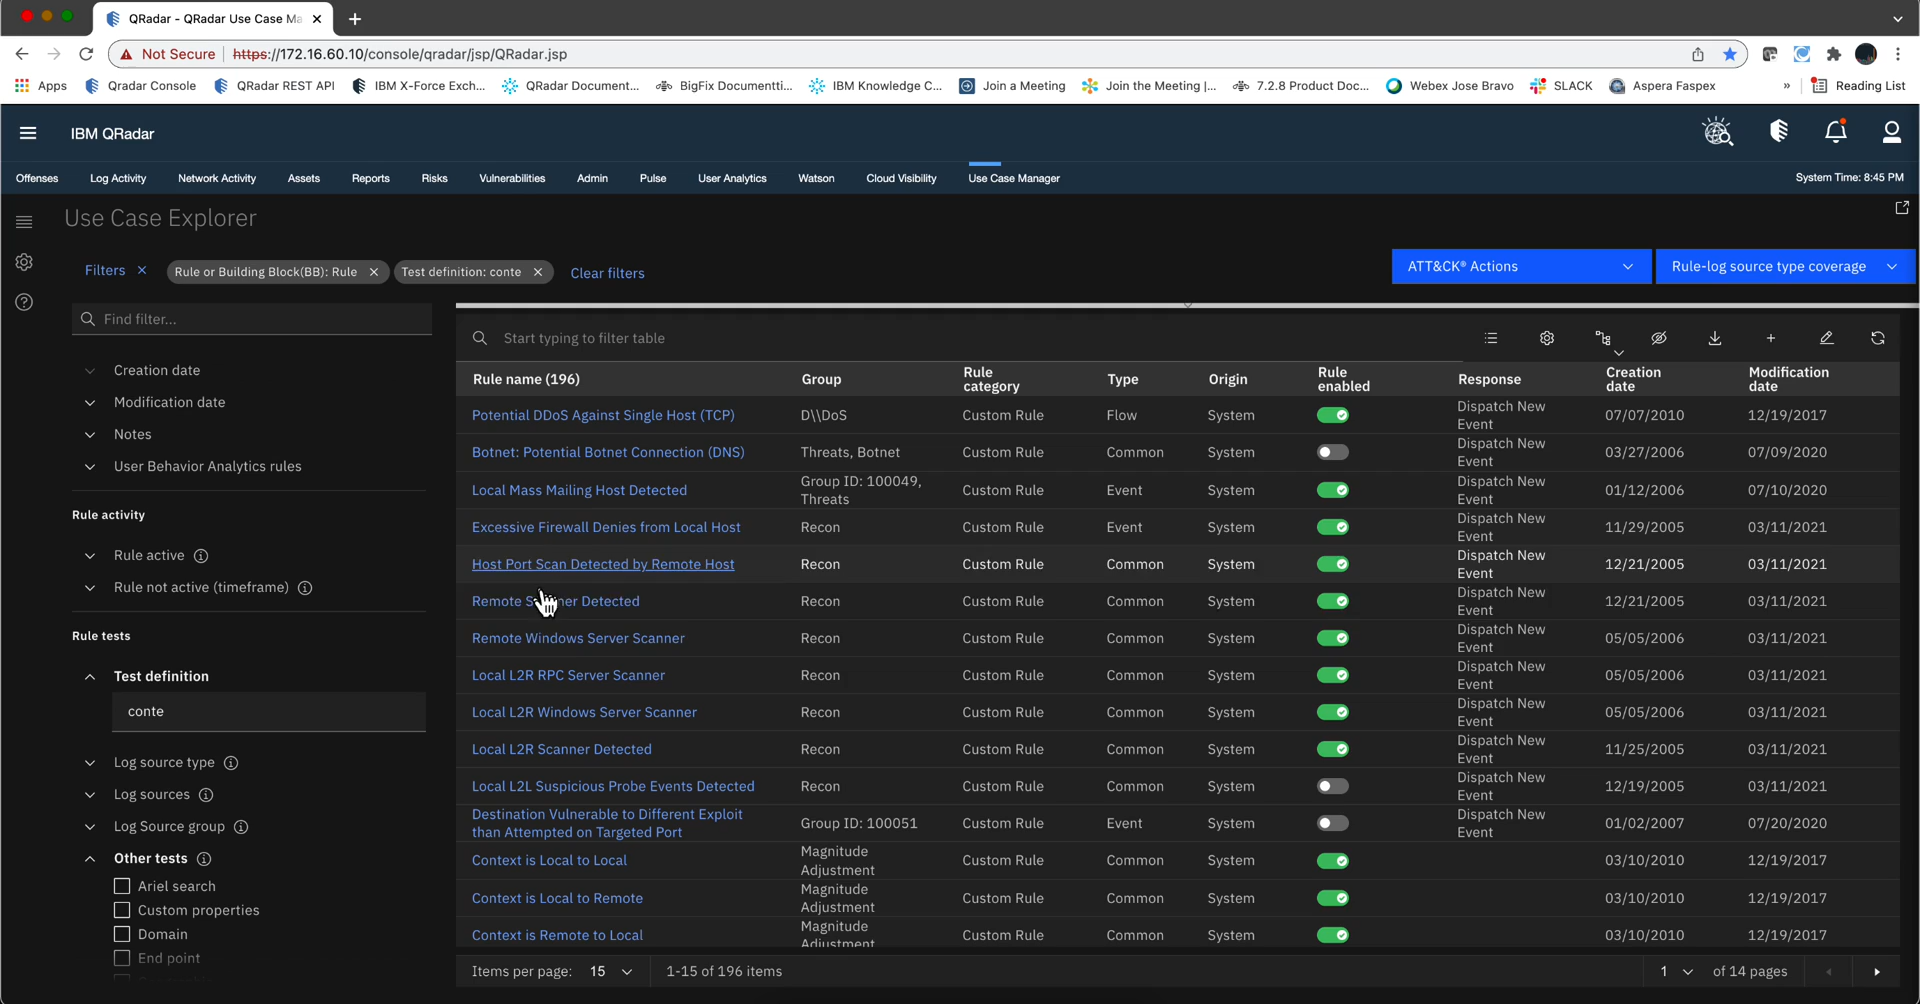 QRadar - QRadar Use Case Ma
Not Secure https://172.16.60.10/console/qradar/jsp/QRadar.jsp
Apps Qradar Console QRadar REST API IBM X-Force Exch... QRadar Document... BigFix Documentti... IBM Knowledge C... Join a Meeting Join the Meeting |... 7.2.8 Product Doc... Webex Jose Bravo SLACK Aspera Faspex » Reading List
IBM QRadar
Offenses Log Activity Network Activity Assets Reports Risks Vulnerabilities Admin Pulse User Analytics Watson Cloud Visibility Use Case Manager System Time: 8:45 PM
Use Case Explorer
Filters Rule or Building Block(BB): Rule Test definition: conte Clear filters ATT&CK® Actions Rule-log source type coverage
Find filter...
Creation date
Modification date
Notes
User Behavior Analytics rules
Rule activity
Rule active
Rule not active (timeframe)
Rule tests
Test definition
conte
Log source type
Log sources
Log Source group
Other tests
Ariel search
Custom properties
Domain
End point
Start typing to filter table
Rule name (196) Group Rule category Type Origin Rule enabled Response Creation date Modification date
Potential DDoS Against Single Host (TCP) D\\DoS Custom Rule Flow System Dispatch New Event 07/07/2010 12/19/2017
Botnet: Potential Botnet Connection (DNS) Threats, Botnet Custom Rule Common System Dispatch New Event 03/27/2006 07/09/2020
Local Mass Mailing Host Detected Group ID: 100049, Threats Custom Rule Event System Dispatch New Event 01/12/2006 07/10/2020
Excessive Firewall Denies from Local Host Recon Custom Rule Event System Dispatch New Event 11/29/2005 03/11/2021
Host Port Scan Detected by Remote Host Recon Custom Rule Common System Dispatch New Event 12/21/2005 03/11/2021
Remote Detected Recon Custom Rule Common System Dispatch New Event 12/21/2005 03/11/2021
Remote Windows Server Scanner Recon Custom Rule Common System Dispatch New Event 05/05/2006 03/11/2021
Local L2R RPC Server Scanner Recon Custom Rule Common System Dispatch New Event 05/05/2006 03/11/2021
Local L2R Windows Server Scanner Recon Custom Rule Common System Dispatch New Event 05/05/2006 03/11/2021
Local L2R Scanner Detected Recon Custom Rule Common System Dispatch New Event 11/25/2005 03/11/2021
Local L2L Suspicious Probe Events Detected Recon Custom Rule Common System Dispatch New Event 12/19/2005 03/11/2021
Destination Vulnerable to Different Exploit than Attempted on Targeted Port Group ID: 100051 Custom Rule Event System Dispatch New Event 01/02/2007 07/20/2020
Context is Local to Local Magnitude Adjustment Custom Rule Common System 03/10/2010 12/19/2017
Context is Local to Remote Magnitude Adjustment Custom Rule Common System 03/10/2010 12/19/2017
Context is Remote to Local Magnitude Adjustment Custom Rule Common System 03/10/2010 12/19/2017
Items per page: 15 1-15 of 196 items 1 of 14 pages